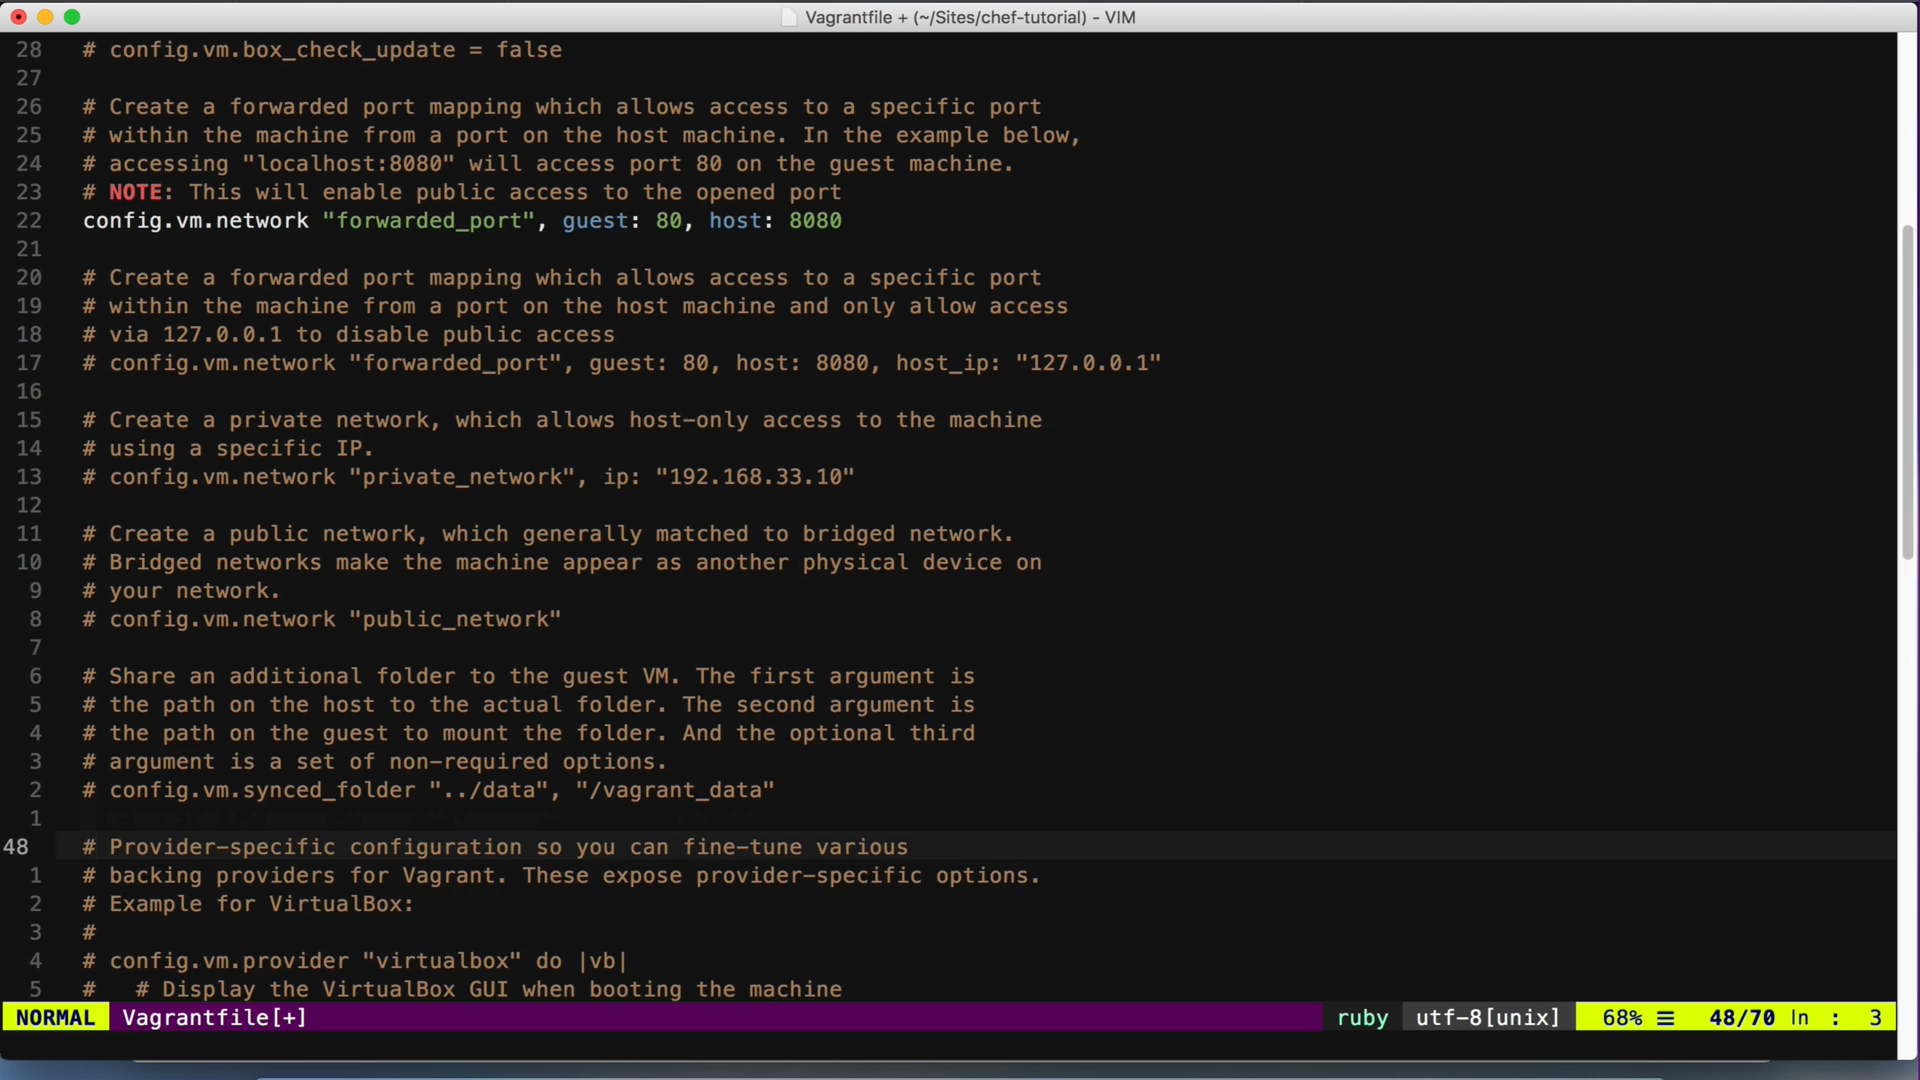 Vagrantfile + (~/Sites/chef-tutorial) - VIM
28 # config.vm.box_check_update = false
27
26 # Create a forwarded port mapping which allows access to a specific port
25 # within the machine from a port on the host machine. In the example below,
24 # accessing "localhost:8080" will access port 80 on the guest machine.
23 # NOTE: This will enable public access to the opened port
22 config.vm.network "forwarded_port", guest: 80, host: 8080
21
20 # Create a forwarded port mapping which allows access to a specific port
19 # within the machine from a port on the host machine and only allow access
18 # via 127.0.0.1 to disable public access
17 # config.vm.network "forwarded_port", guest: 80, host: 8080, host_ip: "127.0.0.1"
16
15 # Create a private network, which allows host-only access to the machine
14 # using a specific IP.
13 # config.vm.network "private_network", ip: "192.168.33.10"
12
11 # Create a public network, which generally matched to bridged network.
10 # Bridged networks make the machine appear as another physical device on
9 # your network.
8 # config.vm.network "public_network"
7
6 # Share an additional folder to the guest VM. The first argument is
5 # the path on the host to the actual folder. The second argument is
4 # the path on the guest to mount the folder. And the optional third
3 # argument is a set of non-required options.
2 # config.vm.synced_folder "../data", "/vagrant_data"
1
48 # Provider-specific configuration so you can fine-tune various
1 # backing providers for Vagrant. These expose provider-specific options.
2 # Example for VirtualBox:
3 #
4 # config.vm.provider "virtualbox" do |vb|
5 #   # Display the VirtualBox GUI when booting the machine
NORMAL Vagrantfile[+] ruby utf-8[unix] 68% ☰ 48/70 ln : 3